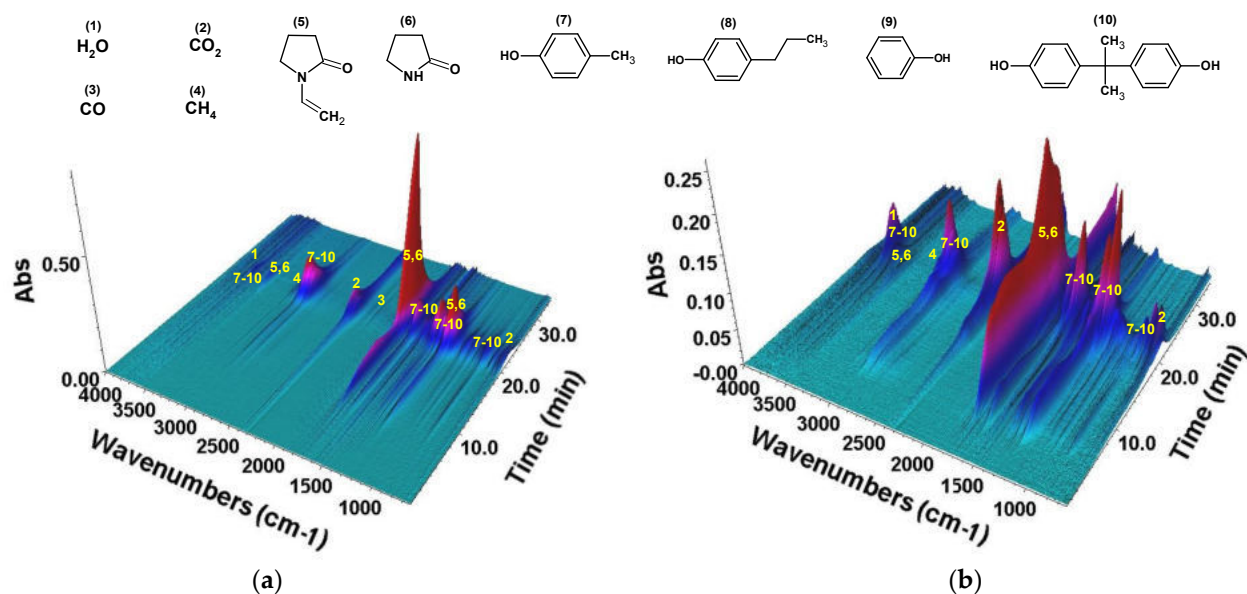 (1) (2) (5) (6) (7) (8) (9) (10)
H₂O CO₂
(3) (4)
CO CH₄
N O CH₂
NH O
HO CH₃
HO CH₃
OH
HO CH₃ CH₃ OH
Abs
0.50
0.00
1
7-10
5,6
4
7-10
2
3
5,6
7-10
5,6
7-10
7-10 2
4000 3500 3000 2500 2000 1500 1000
Wavenumbers (cm-1)
10.0 20.0 30.0
Time (min)
(a)
Abs
0.25
0.20
0.15
0.10
0.05
-0.00
1
7-10
5,6
4
7-10
2
5,6
7-10
7-10
7-10
2
4000 3500 3000 2500 2000 1500 1000
Wavenumbers (cm-1)
10.0 20.0 30.0
Time (min)
(b)